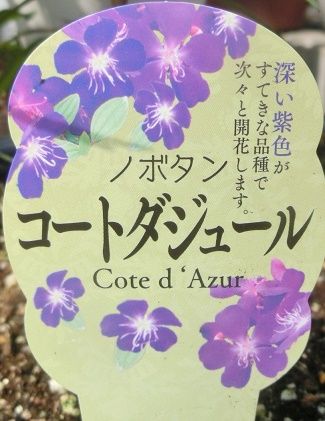 深い紫色が
すてきな品種で
次々と開花します。
ノボタン
コートダジュール
Cote d 'Azur